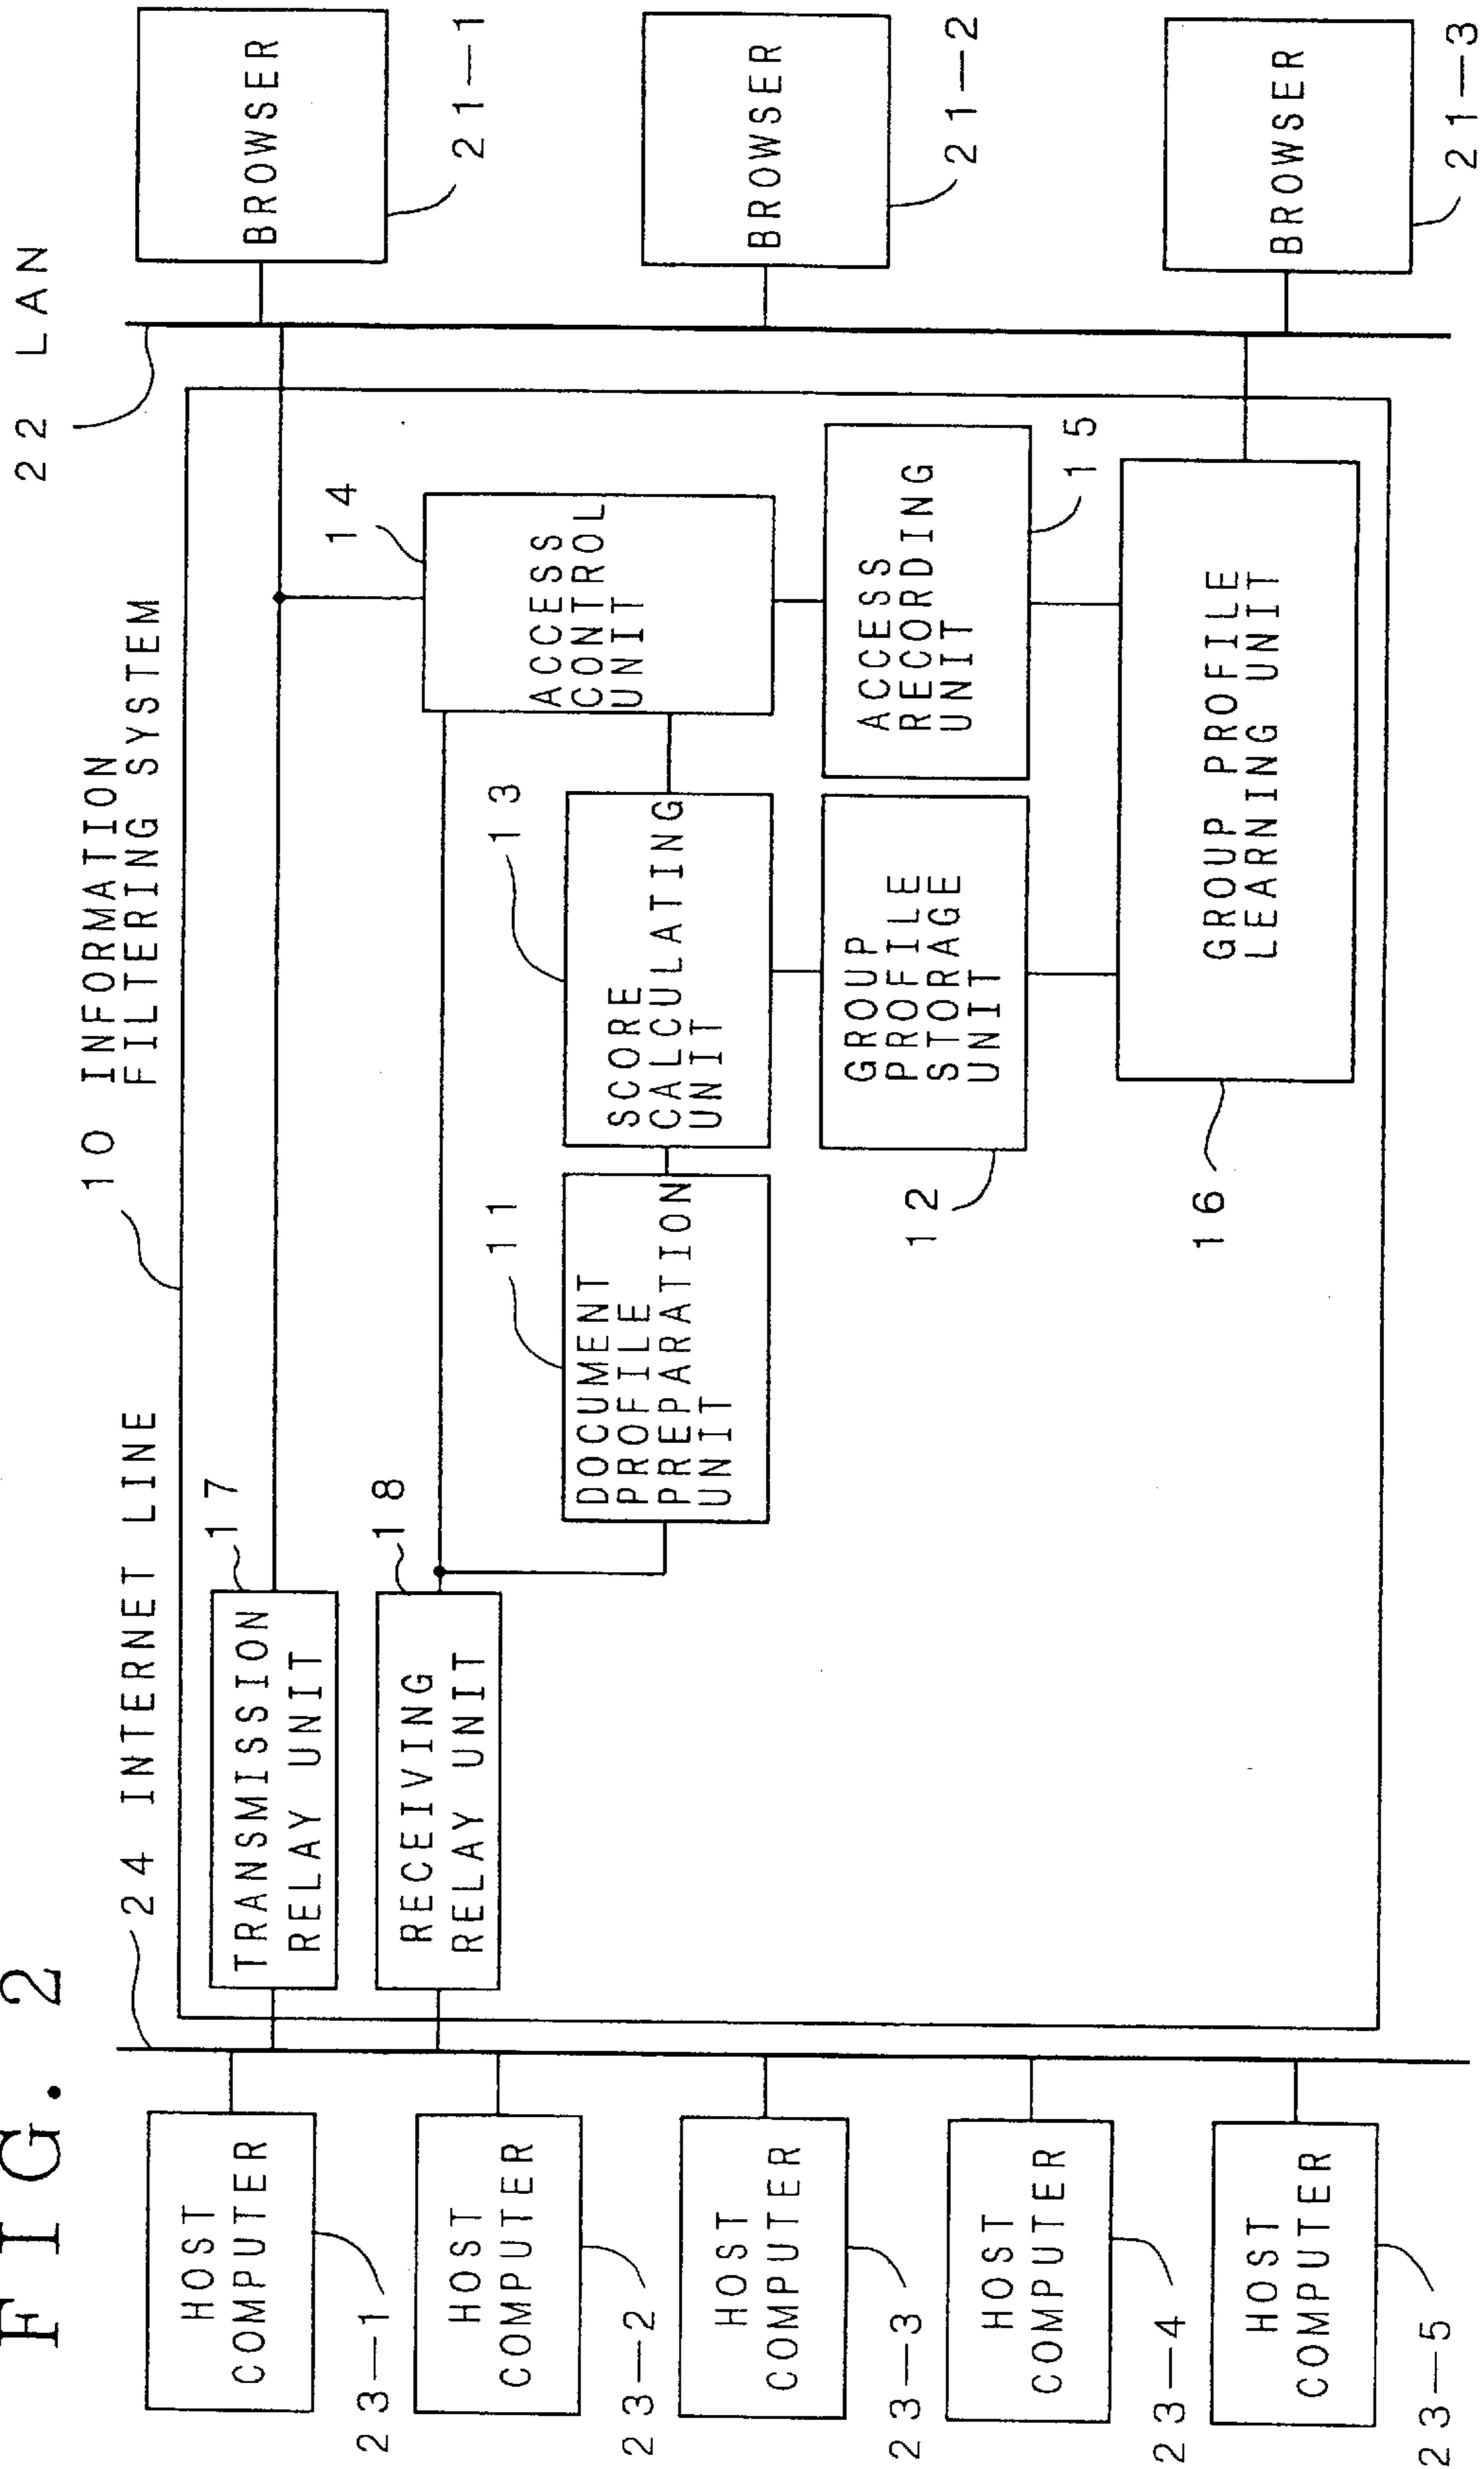 FIG. 2
24 INTERNET LINE
10 INFORMATION
FILTERING SYSTEM
22 LAN
HOST
COMPUTER
23—1
HOST
COMPUTER
23—2
HOST
COMPUTER
23—3
HOST
COMPUTER
23—4
HOST
COMPUTER
23—5
TRANSMISSION
RELAY UNIT
17
RECEIVING
RELAY UNIT
18
DOCUMENT
PROFILE
PREPARATION
UNIT
11
SCORE
CALCULATING
UNIT
13
ACCESS
CONTROL
UNIT
14
GROUP
PROFILE
STORAGE
UNIT
12
ACCESS
RECORDING
UNIT
15
GROUP PROFILE
LEARNING UNIT
16
BROWSER
21—1
BROWSER
21—2
BROWSER
21—3